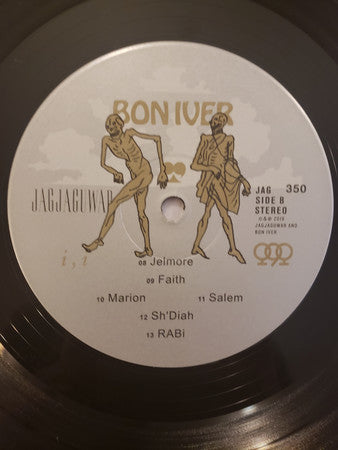 BON IVER
JAGJAGUWAR
JAG 350
SIDE B
STEREO
℗ & © 2019
JAGJAGUWAR AND
BON IVER
i, i
08 Jelmore
09 Faith
10 Marion
11 Salem
12 Sh'Diah
13 RABi